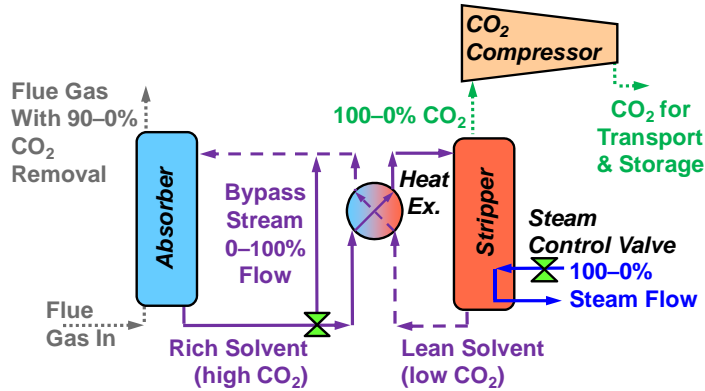 CO₂
Compressor
Flue Gas
With 90–0%
CO₂
Removal
100–0% CO₂
CO₂ for
Transport
& Storage
Absorber
Bypass
Stream
0–100%
Flow
Heat
Ex.
Stripper
Steam
Control Valve
100–0%
Steam Flow
Flue
Gas In
Rich Solvent
(high CO₂)
Lean Solvent
(low CO₂)